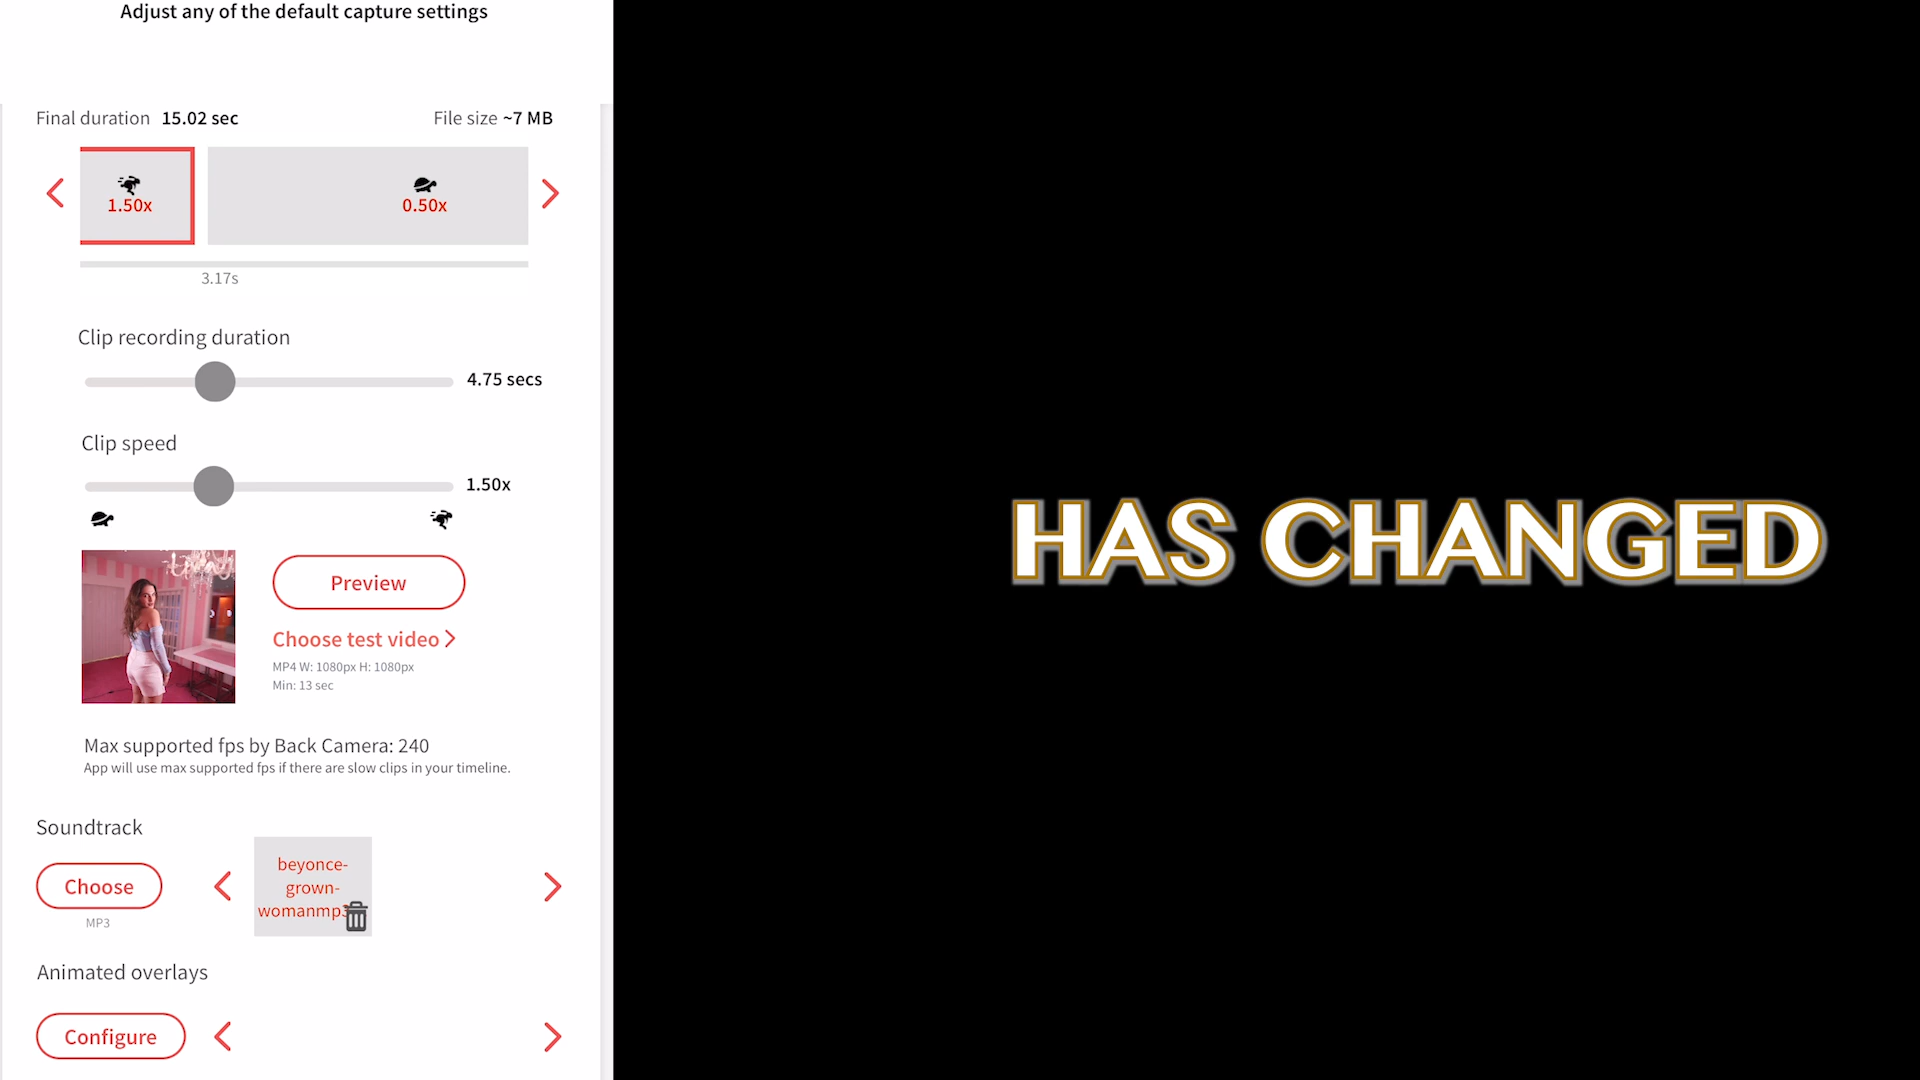 Adjust any of the default capture settings
Final duration 15.02 sec
File size ~7 MB
1.50x
0.50x
3.17s
Clip recording duration
4.75 secs
Clip speed
1.50x
Preview
Choose test video
MP4 W: 1080px H: 1080px
Min: 13 sec
Max supported fps by Back Camera: 240
App will use max supported fps if there are slow clips in your timeline.
Soundtrack
Choose
MP3
beyonce-
grown-
womanmp3
Animated overlays
Configure
HAS CHANGED